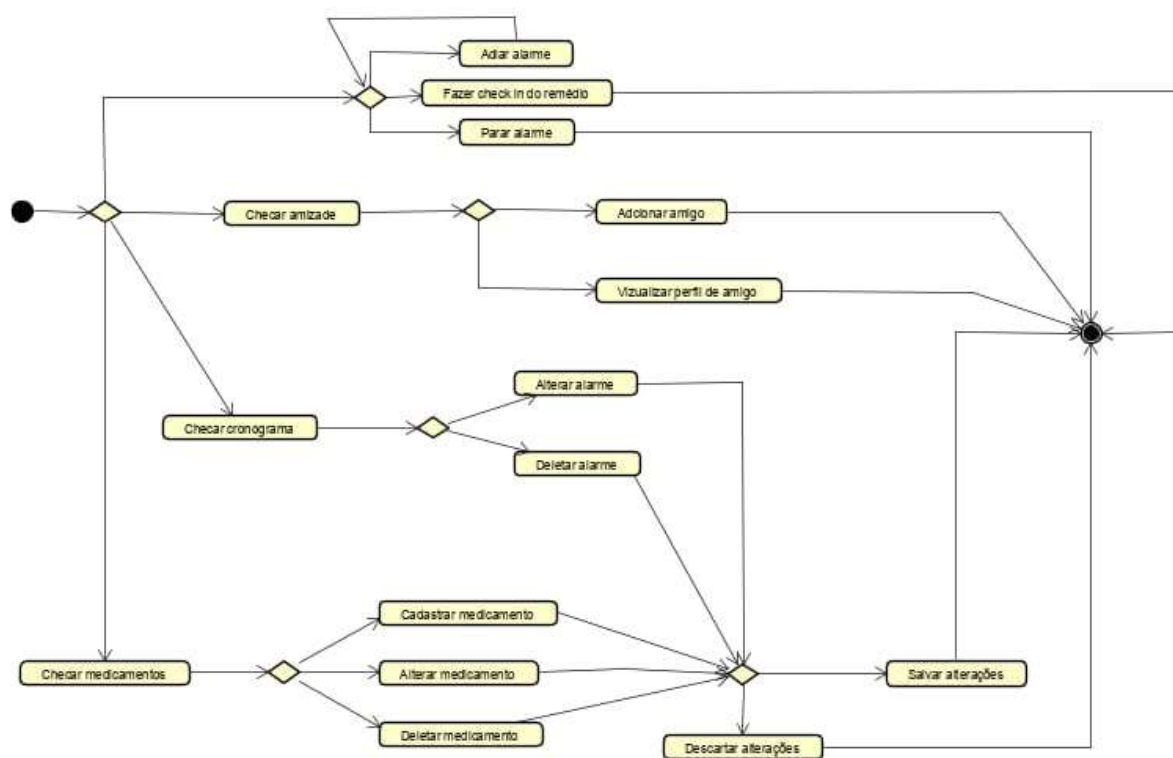 Adiar alarme
Fazer check in do remédio
Parar alarme
Checar amizade
Adcionar amigo
Vizualizar perfil de amigo
Alterar alarme
Checar cronograma
Deletar alarme
Cadastrar medicamento
Checar medicamentos
Alterar medicamento
Salvar alterações
Deletar medicamento
Descartar alterações